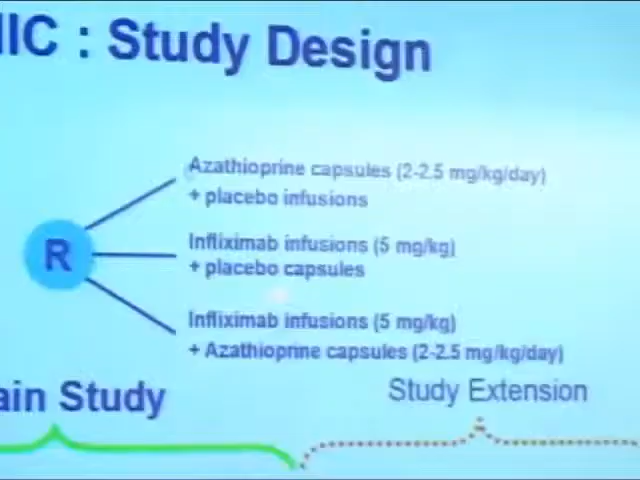 IIC : Study Design
Azathioprine capsules (2-2.5 mg/kg/day)
+ placebo infusions
R
Infliximab infusions (5 mg/kg)
+ placebo capsules
Infliximab infusions (5 mg/kg)
+ Azathioprine capsules (2-2.5 mg/kg/day)
ain Study
Study Extension